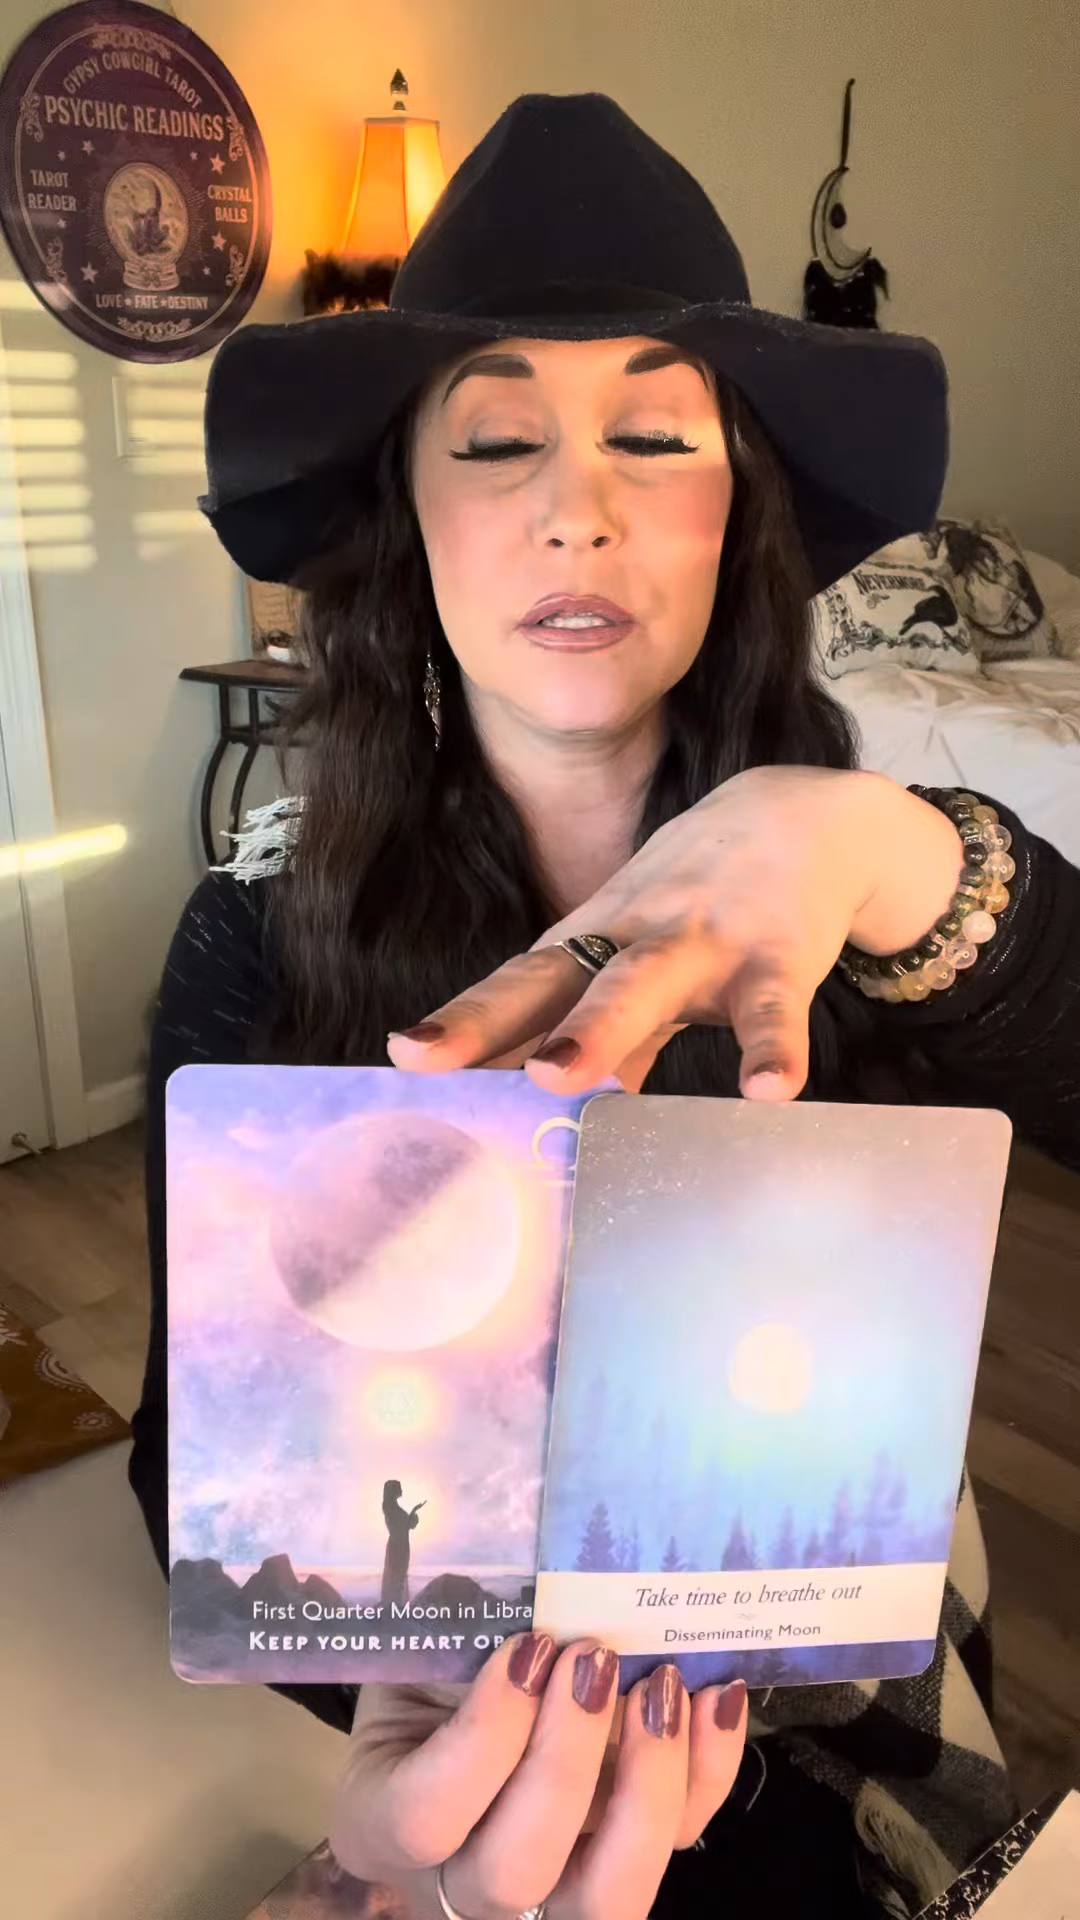 GYPSY COWGIRL TAROT
PSYCHIC READINGS
TAROT
READER
CRYSTAL
BALLS
LOVE ★ FATE ★ DESTINY
NEVERMORE
First Quarter Moon in Libra
KEEP YOUR HEART OP
Take time to breathe out
Disseminating Moon